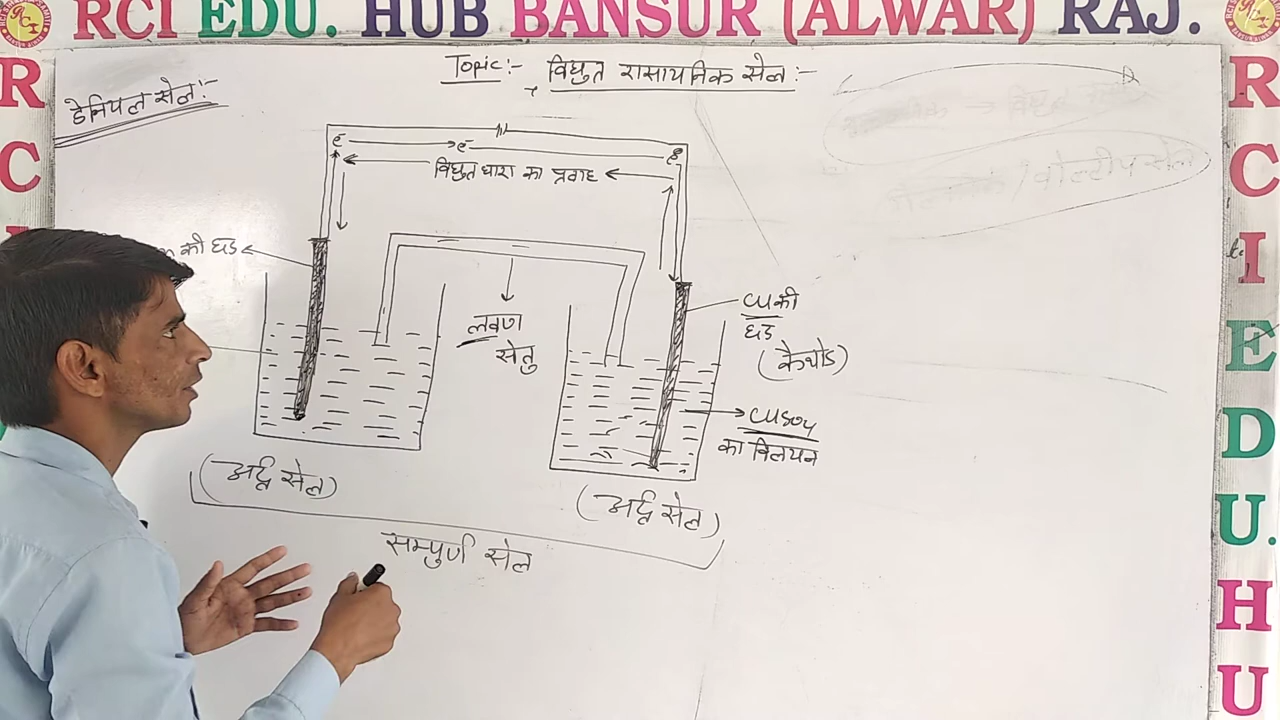 RCI EDU. HUB BANSUR (ALWAR) RAJ.
Topic:- विद्युत रासायनिक सेल:-
डेनियल सेल:-
e⁻ e⁻
विद्युत धारा का प्रवाह
की छड़
लवण
सेतु
CU की
छड़
(कैथोड)
CUSO4
का विलयन
(अर्द्ध सेल)
(अर्द्ध सेल)
सम्पुर्ण सेल
R
C
I
R
C
I
E
D
U.
H
U